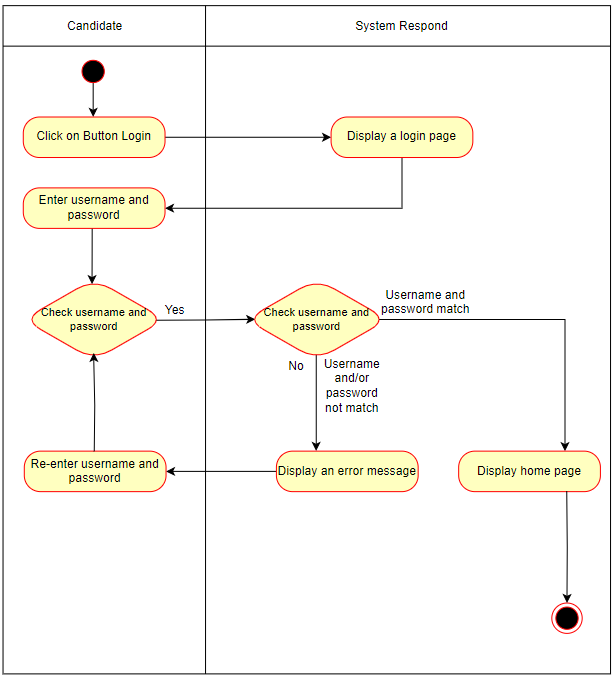 Candidate
System Respond
Click on Button Login
Display a login page
Enter username and
password
Check username and
password
Yes
Check username and
password
Username and
password match
No
Username
and/or
password
not match
Re-enter username and
password
Display an error message
Display home page